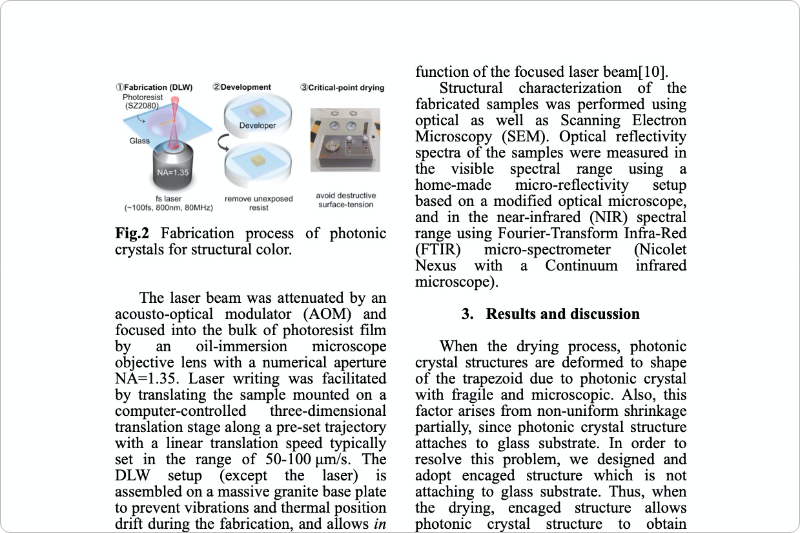 ①Fabrication (DLW)
Photoresist
(SZ2080)
Glass
NA=1.35
fs laser
(~100fs, 800nm, 80MHz)
②Development
Developer
remove unexposed
resist
③Critical-point drying
avoid destructive
surface-tension
Fig.2 Fabrication process of photonic
crystals for structural color.
The laser beam was attenuated by an
acousto-optical modulator (AOM) and
focused into the bulk of photoresist film
by an oil-immersion microscope
objective lens with a numerical aperture
NA=1.35. Laser writing was facilitated
by translating the sample mounted on a
computer-controlled three-dimensional
translation stage along a pre-set trajectory
with a linear translation speed typically
set in the range of 50-100 μm/s. The
DLW setup (except the laser) is
assembled on a massive granite base plate
to prevent vibrations and thermal position
drift during the fabrication, and allows in
function of the focused laser beam[10].
Structural characterization of the
fabricated samples was performed using
optical as well as Scanning Electron
Microscopy (SEM). Optical reflectivity
spectra of the samples were measured in
the visible spectral range using a
home-made micro-reflectivity setup
based on a modified optical microscope,
and in the near-infrared (NIR) spectral
range using Fourier-Transform Infra-Red
(FTIR) micro-spectrometer (Nicolet
Nexus with a Continuum infrared
microscope).
3. Results and discussion
When the drying process, photonic
crystal structures are deformed to shape
of the trapezoid due to photonic crystal
with fragile and microscopic. Also, this
factor arises from non-uniform shrinkage
partially, since photonic crystal structure
attaches to glass substrate. In order to
resolve this problem, we designed and
adopt encaged structure which is not
attaching to glass substrate. Thus, when
the drying, encaged structure allows
photonic crystal structure to obtain